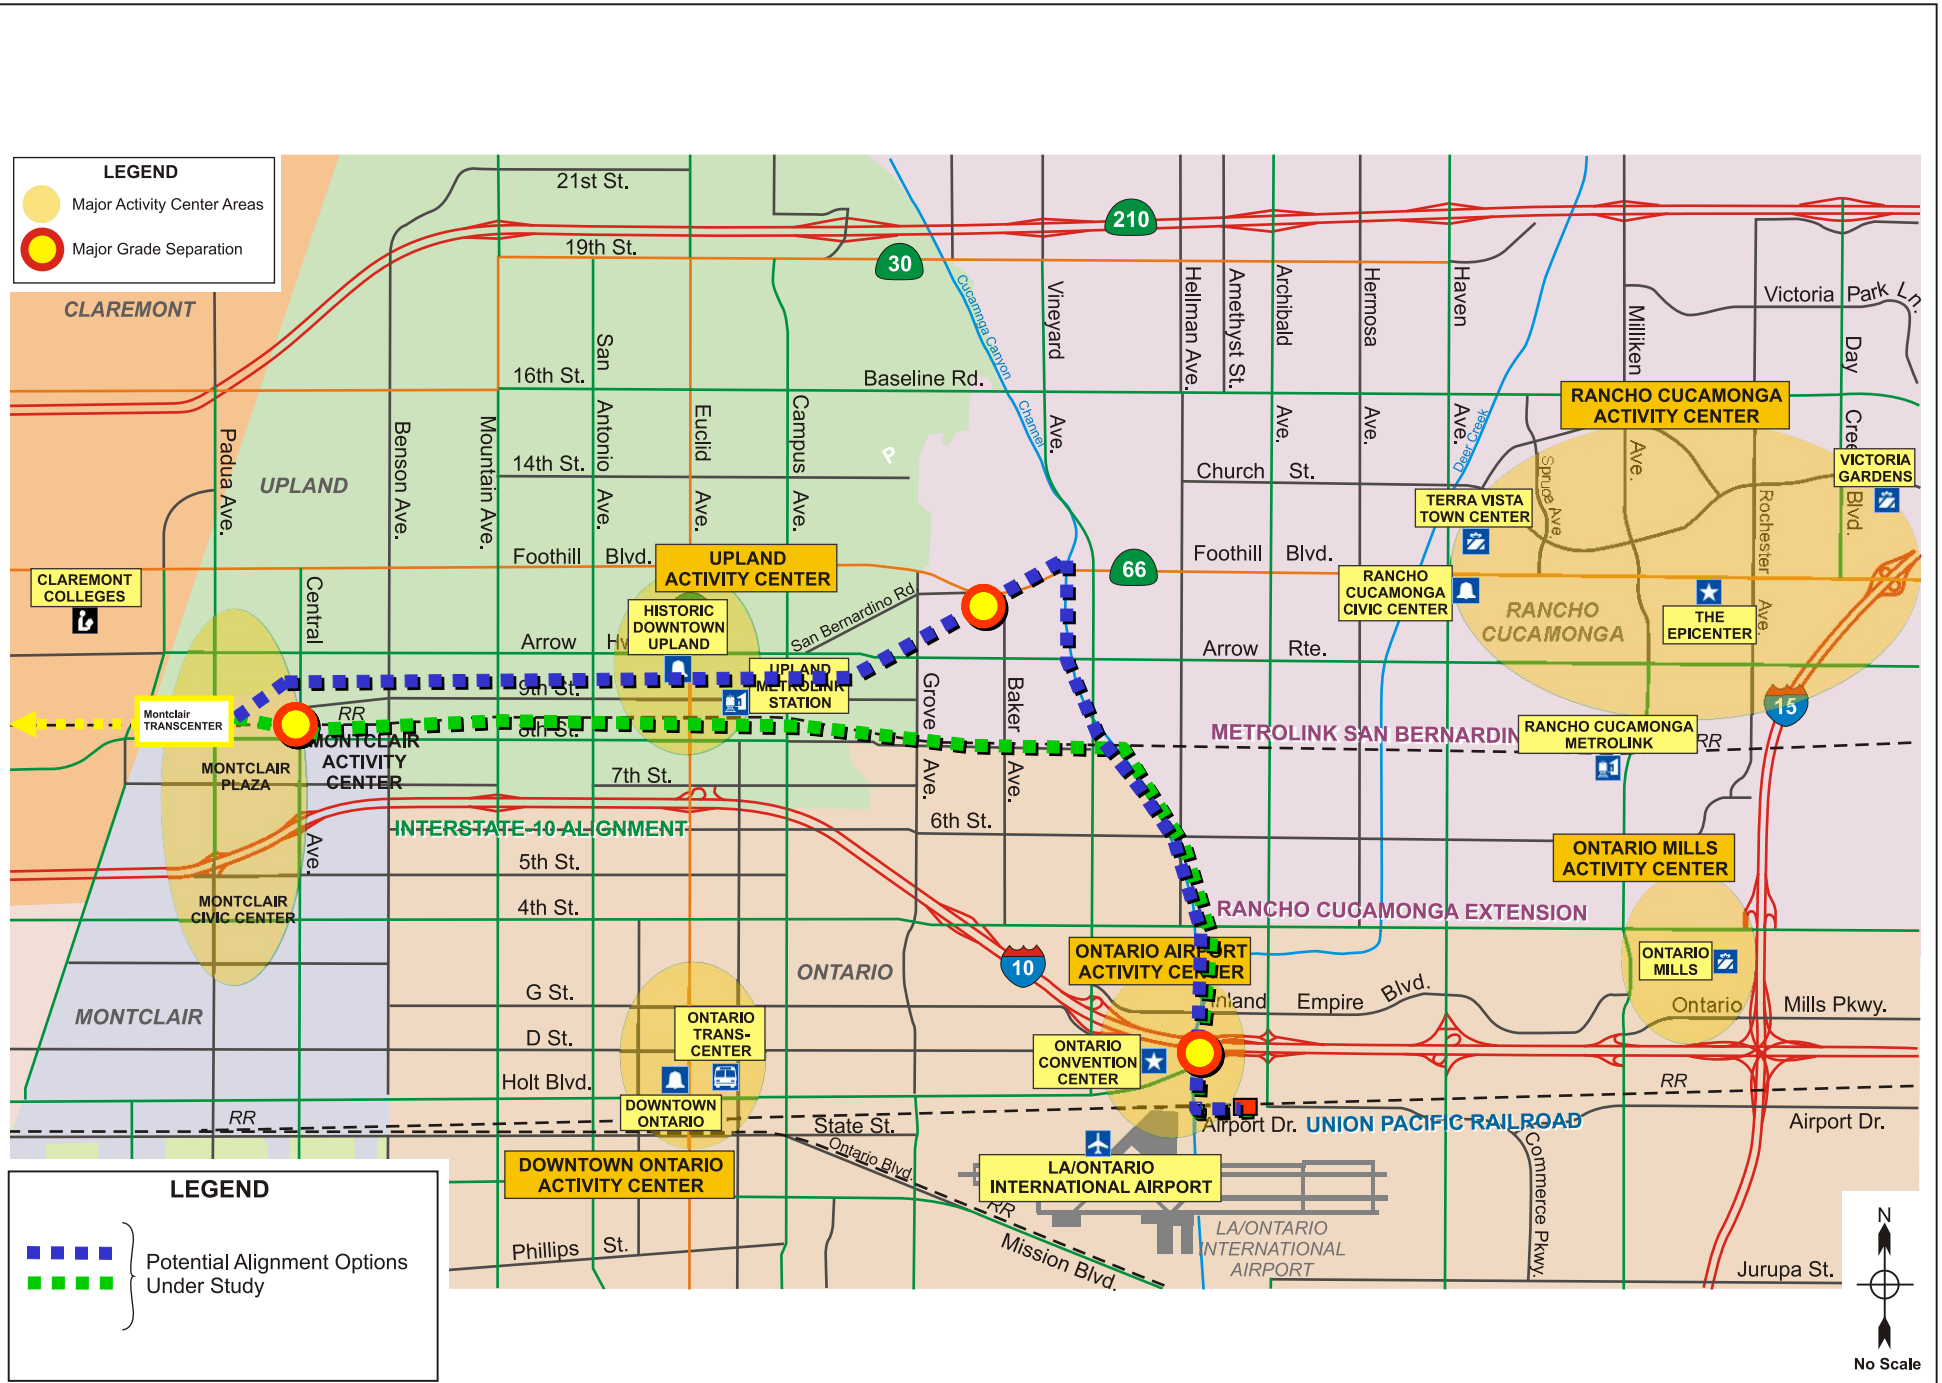 LEGEND
Major Activity Center Areas
Major Grade Separation
21st St.
210
19th St.
30
CLAREMONT
Cucamnga Canyon
Channel
Vineyard
Ave.
Hellman Ave.
Amethyst St.
Archibald
Ave.
Hermosa
Ave.
Haven
Ave.
Deer Creek
Milliken
Ave.
Victoria Park Ln.
Day
Creek
Blvd.
San
Antonio
Ave.
16th St.
Baseline Rd.
RANCHO CUCAMONGA
ACTIVITY CENTER
Padua Ave.
Benson Ave.
Mountain Ave.
Euclid
Ave.
Campus
Ave.
P
14th St.
UPLAND
Church St.
Spruce Ave.
Rochester
Ave.
VICTORIA
GARDENS
TERRA VISTA
TOWN CENTER
Foothill Blvd.
UPLAND
ACTIVITY CENTER
66
Foothill Blvd.
CLAREMONT
COLLEGES
Central
Ave.
HISTORIC
DOWNTOWN
UPLAND
San Bernardino Rd.
RANCHO
CUCAMONGA
CIVIC CENTER
RANCHO
CUCAMONGA
THE
EPICENTER
Arrow Hw
Arrow Rte.
UPLAND
METROLINK
STATION
9th St.
Grove Ave.
Baker Ave.
15
Montclair
TRANSCENTER
RR
8th St.
METROLINK SAN BERNARDIN
RANCHO CUCAMONGA
METROLINK
RR
MONTCLAIR
ACTIVITY
CENTER
MONTCLAIR
PLAZA
7th St.
INTERSTATE 10 ALIGNMENT
6th St.
5th St.
ONTARIO MILLS
ACTIVITY CENTER
MONTCLAIR
CIVIC CENTER
4th St.
RANCHO CUCAMONGA EXTENSION
10
ONTARIO AIRPORT
ACTIVITY CENTER
ONTARIO
MILLS
ONTARIO
G St.
Inland Empire Blvd.
Ontario Mills Pkwy.
MONTCLAIR
ONTARIO
TRANS-
CENTER
D St.
ONTARIO
CONVENTION
CENTER
Holt Blvd.
RR
RR
DOWNTOWN
ONTARIO
State St.
Airport Dr.
UNION PACIFIC RAILROAD
Airport Dr.
Ontario Blvd.
DOWNTOWN ONTARIO
ACTIVITY CENTER
LA/ONTARIO
INTERNATIONAL AIRPORT
Commerce Pkwy.
RR
LA/ONTARIO
INTERNATIONAL
AIRPORT
Phillips St.
Mission Blvd.
Jurupa St.
LEGEND
Potential Alignment Options
Under Study
N
No Scale